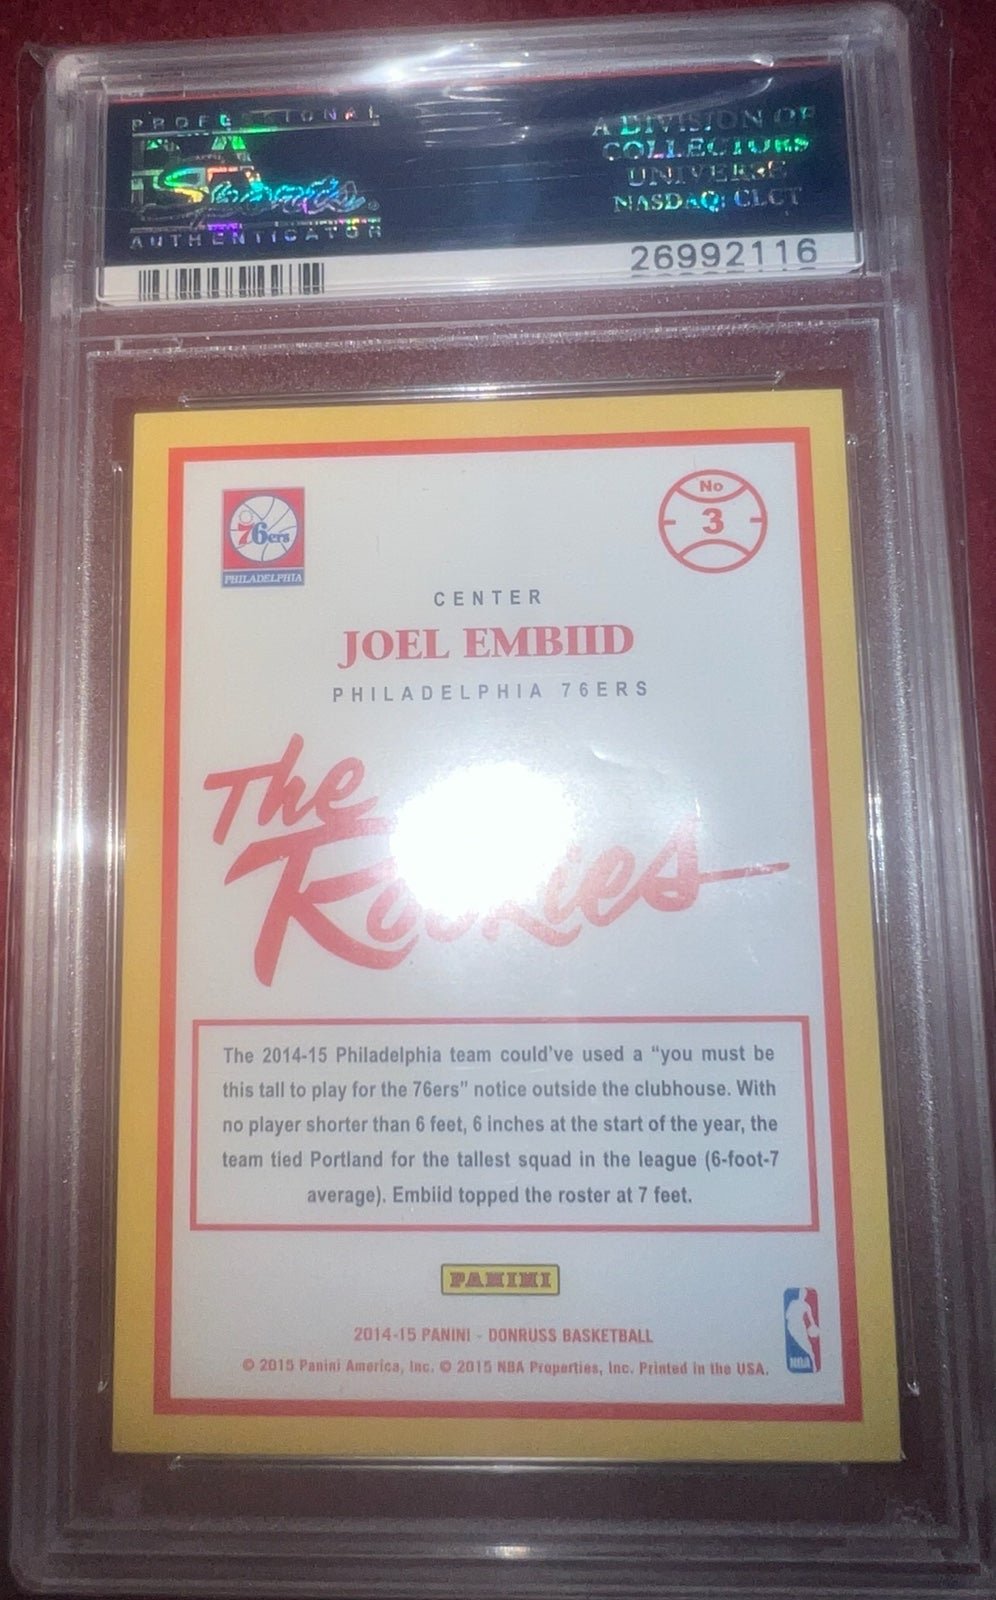 PROFESSIONAL
PSA
Sports
AUTHENTICATOR
A DIVISION OF
COLLECTORS
UNIVERSE
NASDAQ: CLCT
26992116
76ers
PHILADELPHIA
No
3
CENTER
JOEL EMBIID
PHILADELPHIA 76ERS
The
Rookies
The 2014-15 Philadelphia team could've used a “you must be
this tall to play for the 76ers” notice outside the clubhouse. With
no player shorter than 6 feet, 6 inches at the start of the year, the
team tied Portland for the tallest squad in the league (6-foot-7
average). Embiid topped the roster at 7 feet.
PANINI
2014-15 PANINI - DONRUSS BASKETBALL
© 2015 Panini America, Inc. © 2015 NBA Properties, Inc. Printed in the USA.
NBA